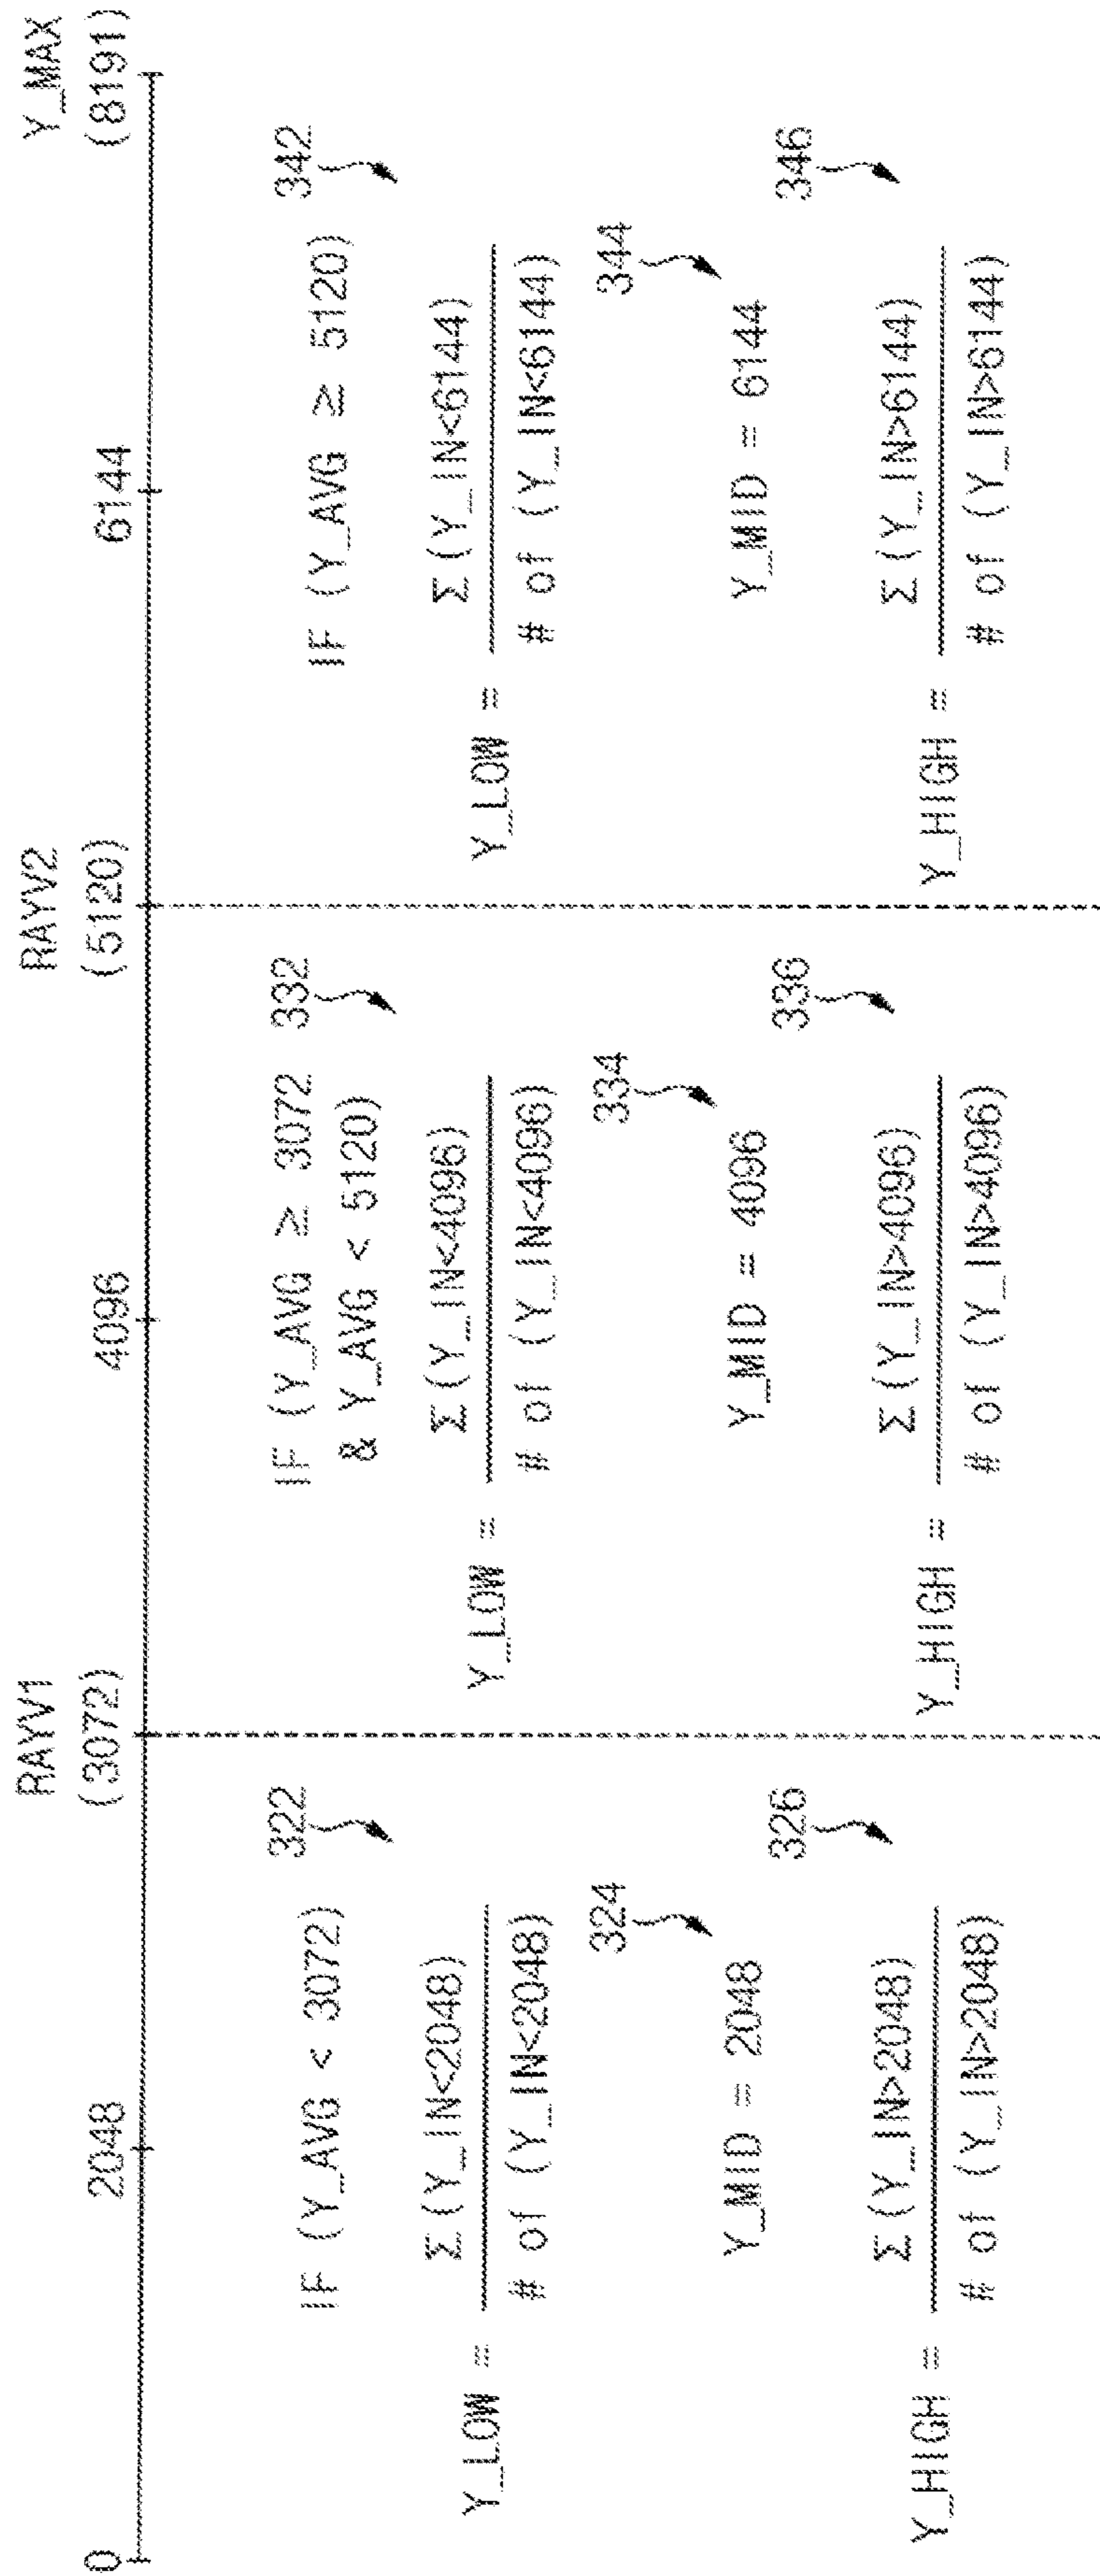 0
2048
RAYV1
(3072)
4096
RAYV2
(5120)
6144
Y_MAX
(8191)
IF (Y_AVG < 3072)
322
Y_LOW =
Σ(Y_IN<2048)
# of (Y_IN<2048)
324
Y_MID = 2048
326
Y_HIGH =
Σ(Y_IN>2048)
# of (Y_IN>2048)
IF (Y_AVG ≥ 3072
& Y_AVG < 5120)
332
Y_LOW =
Σ(Y_IN<4096)
# of (Y_IN<4096)
334
Y_MID = 4096
336
Y_HIGH =
Σ(Y_IN>4096)
# of (Y_IN>4096)
IF (Y_AVG ≥ 5120)
342
Y_LOW =
Σ(Y_IN<6144)
# of (Y_IN<6144)
344
Y_MID = 6144
346
Y_HIGH =
Σ(Y_IN>6144)
# of (Y_IN>6144)